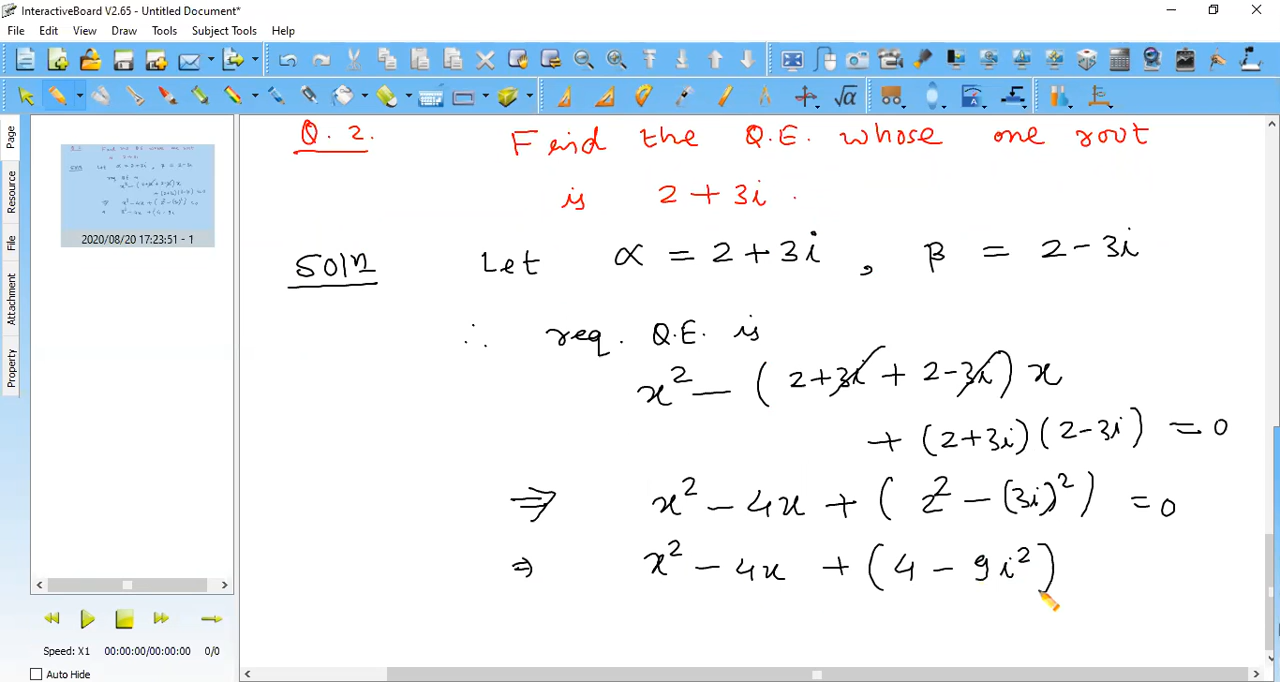 InteractiveBoard V2.65 - Untitled Document*
File Edit View Draw Tools Subject Tools Help
Page
Resource
File
Attachment
Property
2020/08/20 17:23:51 - 1
Speed: X1 00:00:00/00:00:00 0/0
Auto Hide
Q. 2. Find the Q.E. whose one root
is 2 + 3i .
Soln Let α = 2 + 3i , β = 2 - 3i
∴ req. Q.E. is
x² - (2+3i + 2-3i) x
+ (2+3i)(2-3i) = 0
⇒ x² - 4x + (2² - (3i)²) = 0
⇒ x² - 4x + (4 - 9i²)